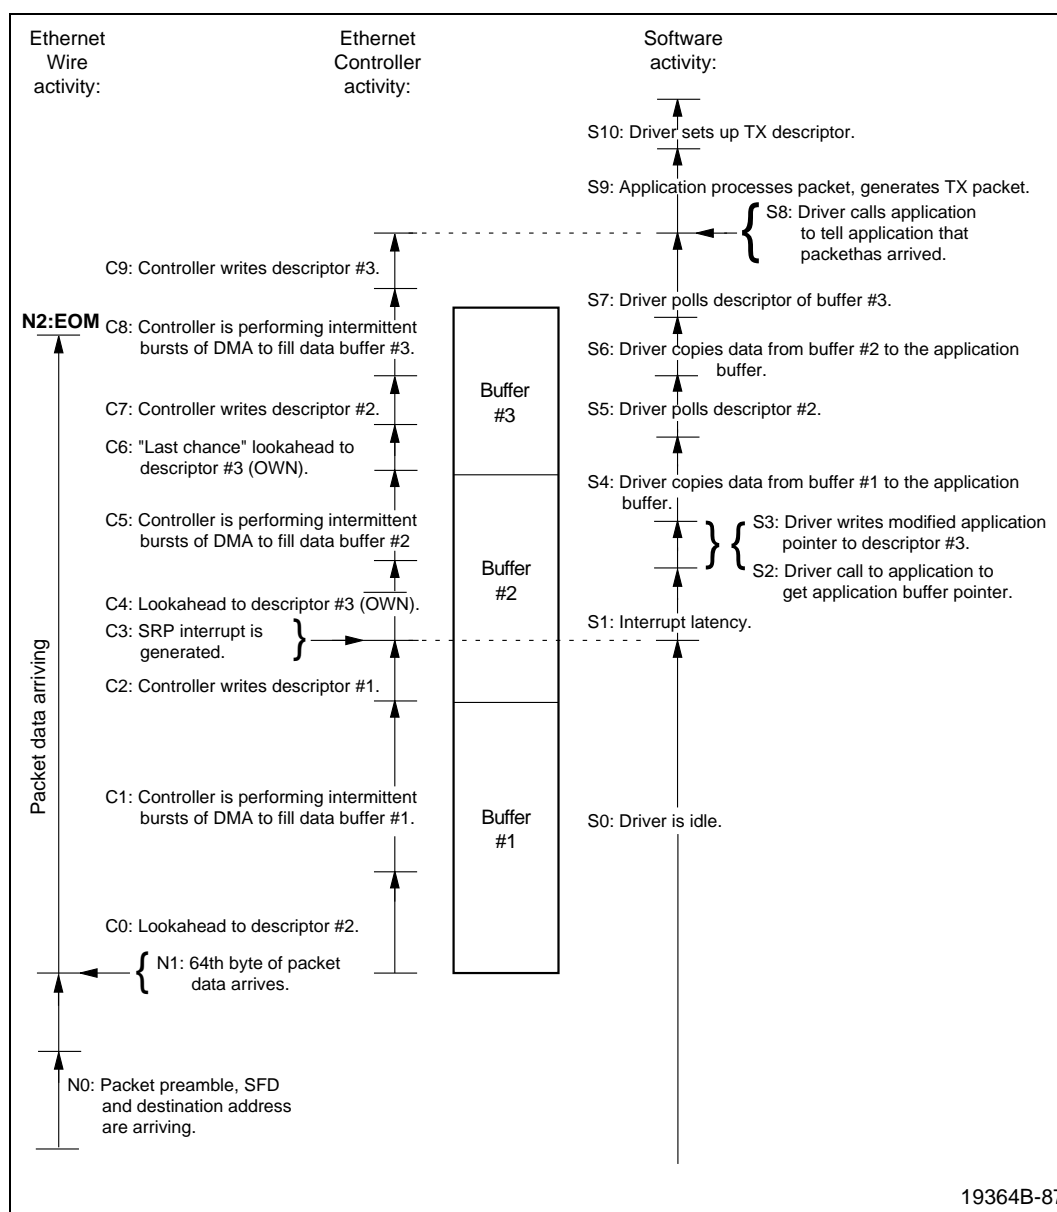 Ethernet
Wire
activity:
Ethernet
Controller
activity:
Software
activity:
S10: Driver sets up TX descriptor.
S9: Application processes packet, generates TX packet.
S8: Driver calls application
to tell application that
packethas arrived.
C9: Controller writes descriptor #3.
S7: Driver polls descriptor of buffer #3.
N2:EOM
C8: Controller is performing intermittent
bursts of DMA to fill data buffer #3.
S6: Driver copies data from buffer #2 to the application
buffer.
Buffer
#3
C7: Controller writes descriptor #2.
S5: Driver polls descriptor #2.
C6: "Last chance" lookahead to
descriptor #3 (OWN).
S4: Driver copies data from buffer #1 to the application
buffer.
C5: Controller is performing intermittent
bursts of DMA to fill data buffer #2
S3: Driver writes modified application
pointer to descriptor #3.
Buffer
#2
S2: Driver call to application to
get application buffer pointer.
C4: Lookahead to descriptor #3 (OWN).
S1: Interrupt latency.
C3: SRP interrupt is
generated.
C2: Controller writes descriptor #1.
Packet data arriving
C1: Controller is performing intermittent
bursts of DMA to fill data buffer #1.
Buffer
#1
S0: Driver is idle.
C0: Lookahead to descriptor #2.
N1: 64th byte of packet
data arrives.
N0: Packet preamble, SFD
and destination address
are arriving.
19364B-87